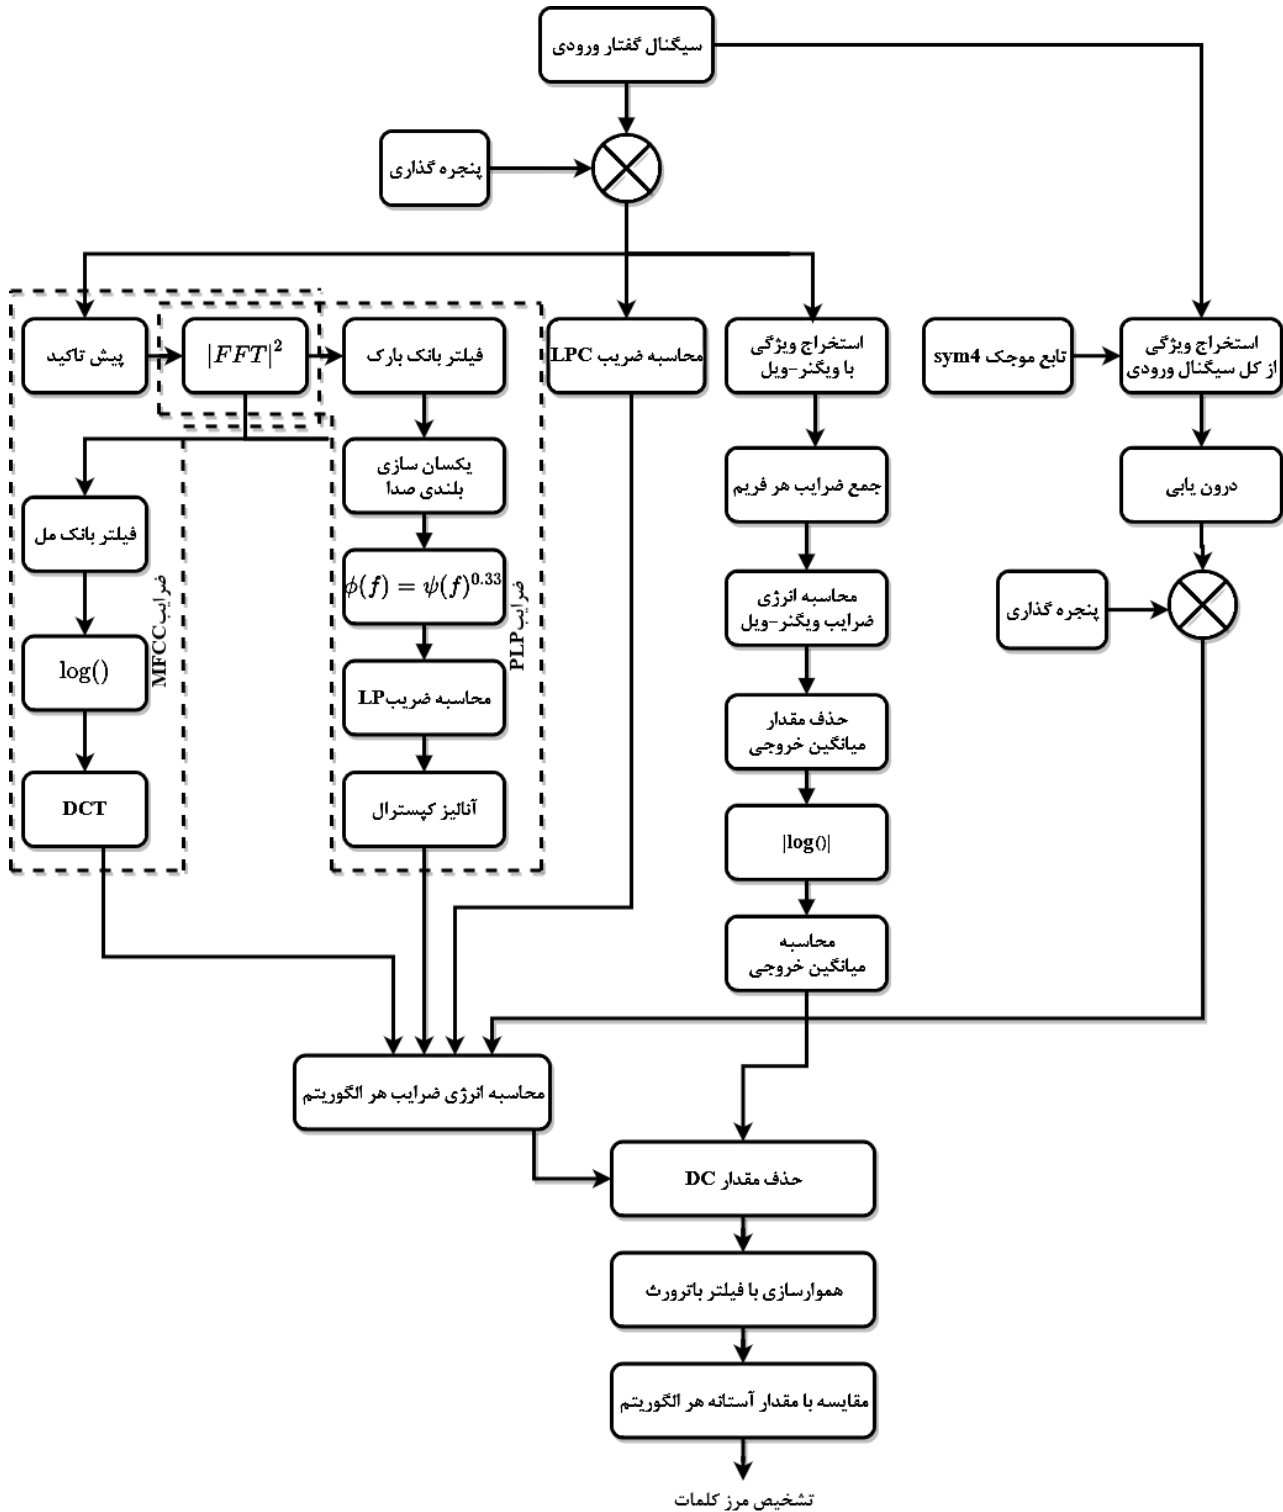 سیگنال گفتار ورودی
پنجره گذاری
پیش تاکید
|FFT|²
فیلتر بانک بارک
محاسبه ضریب LPC
استخراج ویژگی
با ویگنر-ویل
تابع موجک sym4
استخراج ویژگی
از کل سیگنال ورودی
یکسان سازی
بلندی صدا
جمع ضرایب هر فریم
درون یابی
فیلتر بانک مل
ضرایب MFCC
ϕ(f) = ψ(f)^0.33
ضرایب PLP
محاسبه انرژی
ضرایب ویگنر-ویل
پنجره گذاری
log()
محاسبه ضریب LP
حذف مقدار
میانگین خروجی
DCT
آنالیز کپسترال
|log()|
محاسبه
میانگین خروجی
محاسبه انرژی ضرایب هر الگوریتم
حذف مقدار DC
هموارسازی با فیلتر باترورث
مقایسه با مقدار آستانه هر الگوریتم
تشخیص مرز کلمات